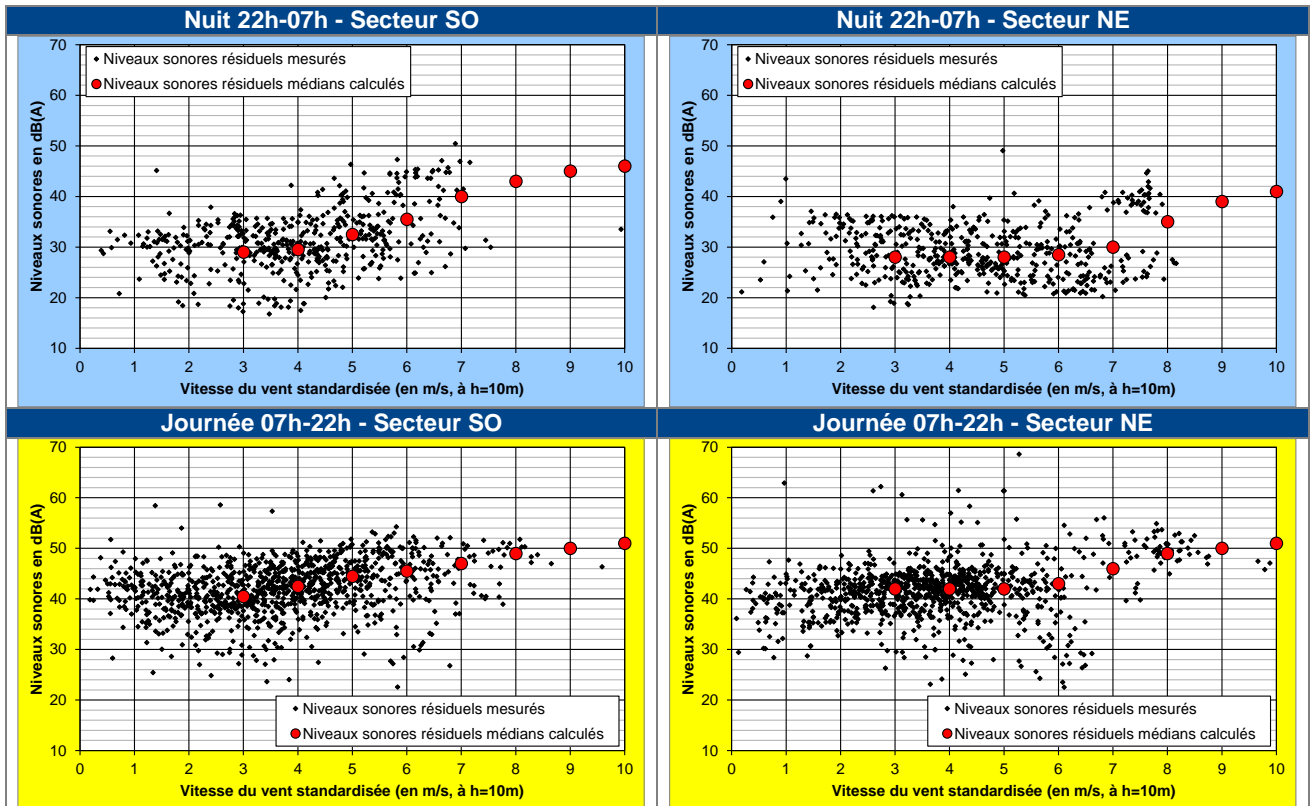 Nuit 22h-07h - Secteur SO
Niveaux sonores en dB(A)
70
60
50
40
30
20
10
Niveaux sonores résiduels mesurés
Niveaux sonores résiduels médians calculés
0 1 2 3 4 5 6 7 8 9 10
Vitesse du vent standardisée (en m/s, à h=10m)
Nuit 22h-07h - Secteur NE
Niveaux sonores en dB(A)
70
60
50
40
30
20
10
Niveaux sonores résiduels mesurés
Niveaux sonores résiduels médians calculés
0 1 2 3 4 5 6 7 8 9 10
Vitesse du vent standardisée (en m/s, à h=10m)
Journée 07h-22h - Secteur SO
Niveaux sonores en dB(A)
70
60
50
40
30
20
10
Niveaux sonores résiduels mesurés
Niveaux sonores résiduels médians calculés
0 1 2 3 4 5 6 7 8 9 10
Vitesse du vent standardisée (en m/s, à h=10m)
Journée 07h-22h - Secteur NE
Niveaux sonores en dB(A)
70
60
50
40
30
20
10
Niveaux sonores résiduels mesurés
Niveaux sonores résiduels médians calculés
0 1 2 3 4 5 6 7 8 9 10
Vitesse du vent standardisée (en m/s, à h=10m)